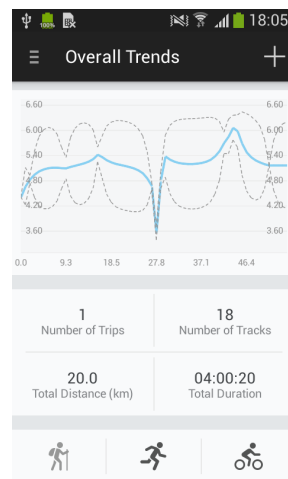 100% 18:05
Overall Trends
6.60 6.60
6.00 6.00
5.40 5.40
4.80 4.80
4.20 4.20
3.60 3.60
0.0 9.3 18.5 27.8 37.1 46.4
1 18
Number of Trips Number of Tracks
20.0 04:00:20
Total Distance (km) Total Duration